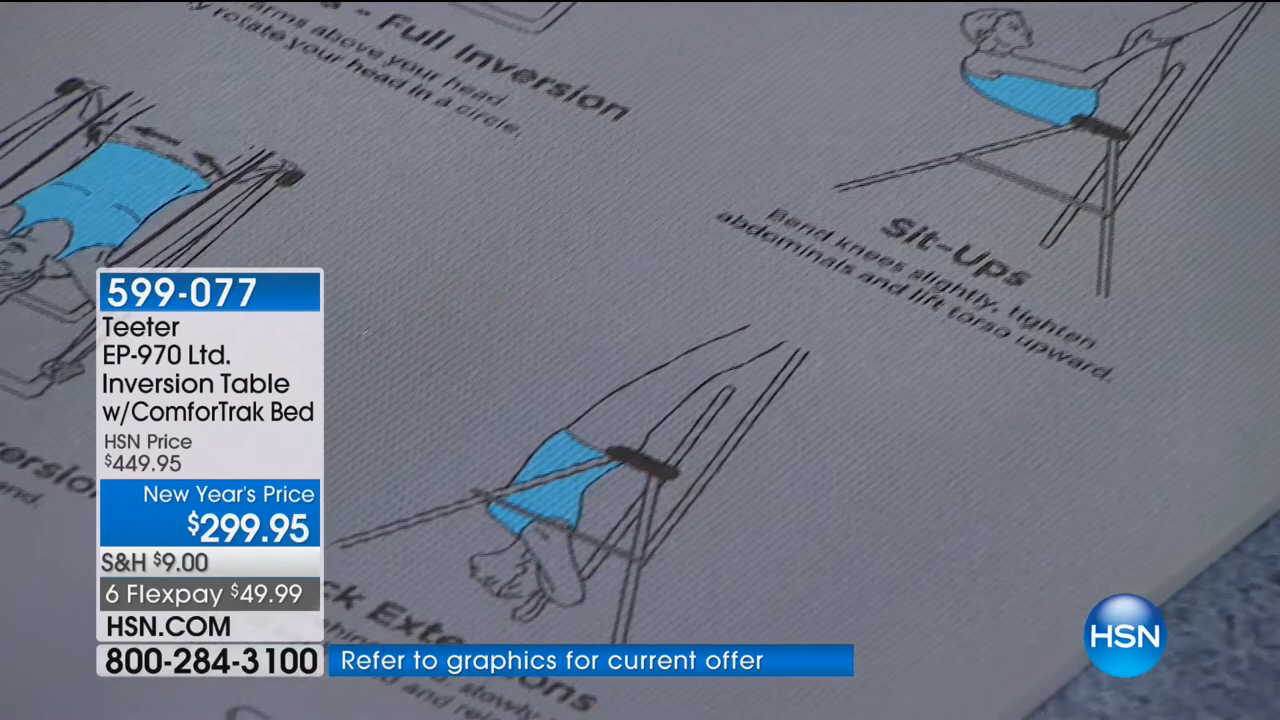 – Full Inversion
arms above your head
rotate your head in a circle.
Sit-Ups
Bend knees slightly, tighten
abdominals and lift torso upward.
599-077
Teeter
EP-970 Ltd.
Inversion Table
w/ComforTrak Bed
HSN Price
$449.95
New Year's Price
$299.95
S&H $9.00
6 Flexpay $49.99
HSN.COM
800-284-3100
Refer to graphics for current offer
HSN